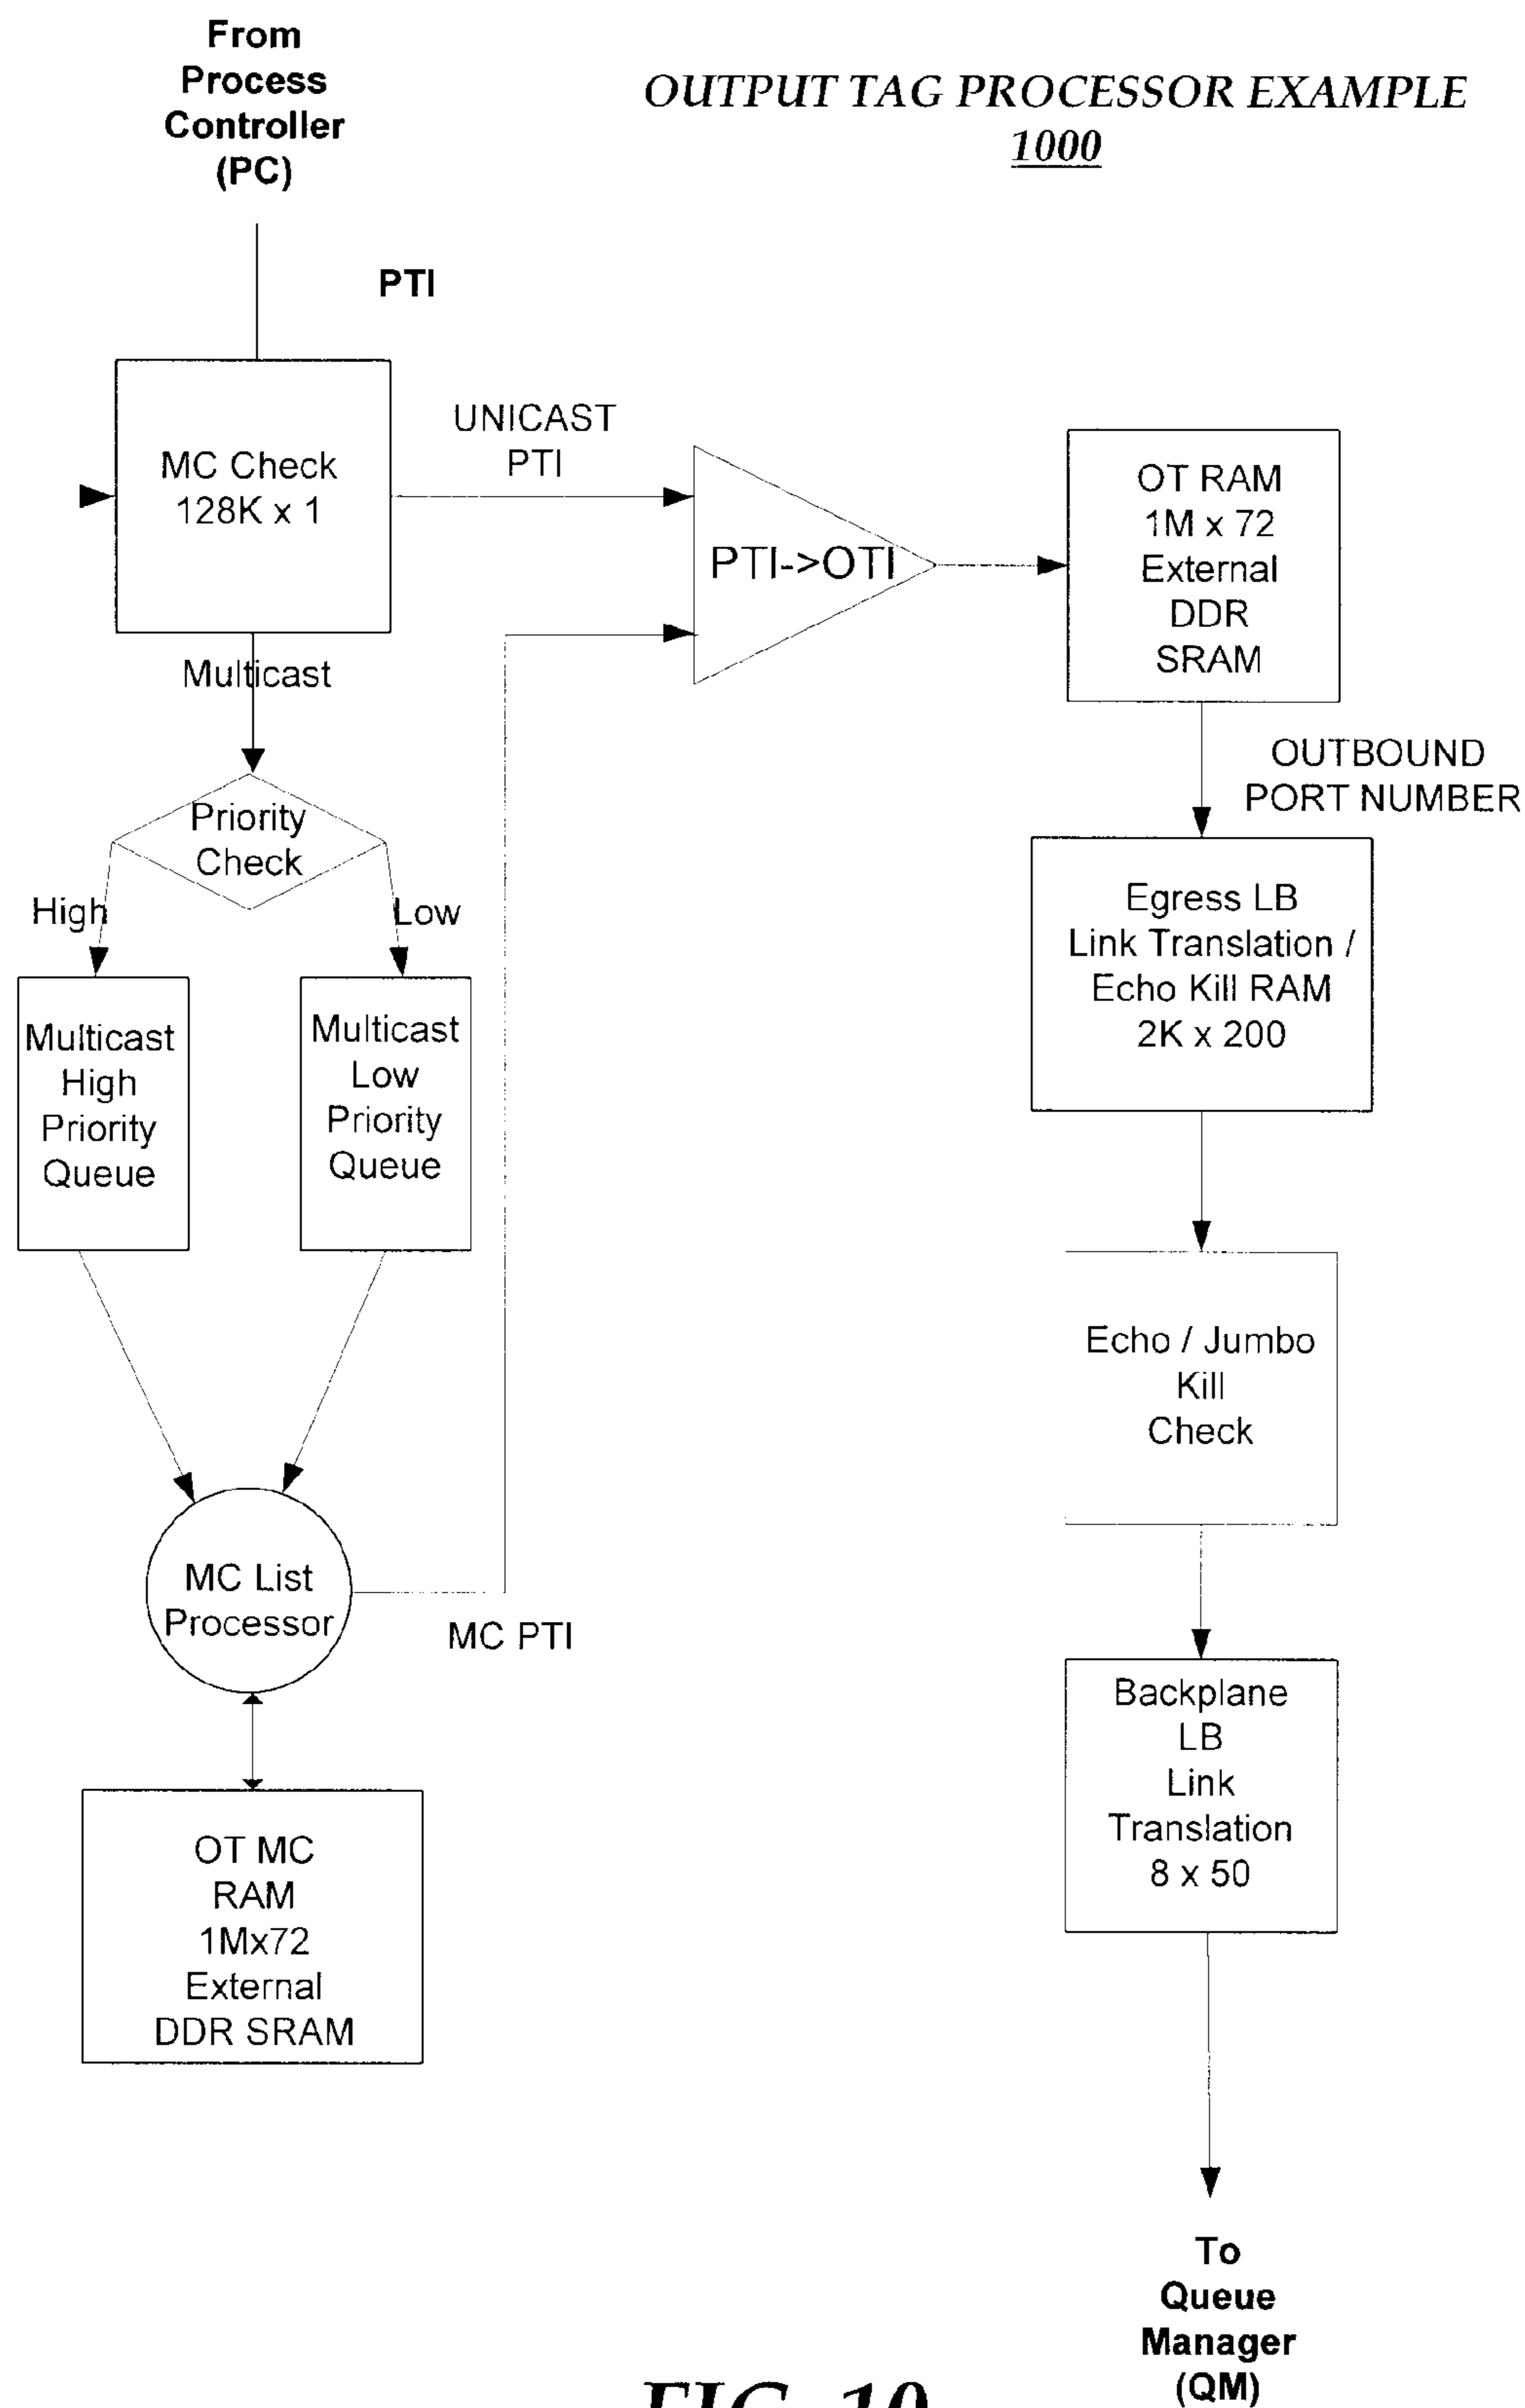 From
Process
Controller
(PC)
OUTPUT TAG PROCESSOR EXAMPLE
1000
PTI
MC Check
128K x 1
UNICAST
PTI
PTI->OTI
OT RAM
1M x 72
External
DDR
SRAM
Multicast
OUTBOUND
PORT NUMBER
Priority
Check
High
Low
Egress LB
Link Translation /
Echo Kill RAM
2K x 200
Multicast
High
Priority
Queue
Multicast
Low
Priority
Queue
Echo / Jumbo
Kill
Check
MC List
Processor
MC PTI
Backplane
LB
Link
Translation
8 x 50
OT MC
RAM
1Mx72
External
DDR SRAM
To
Queue
Manager
(QM)
FIG. 10